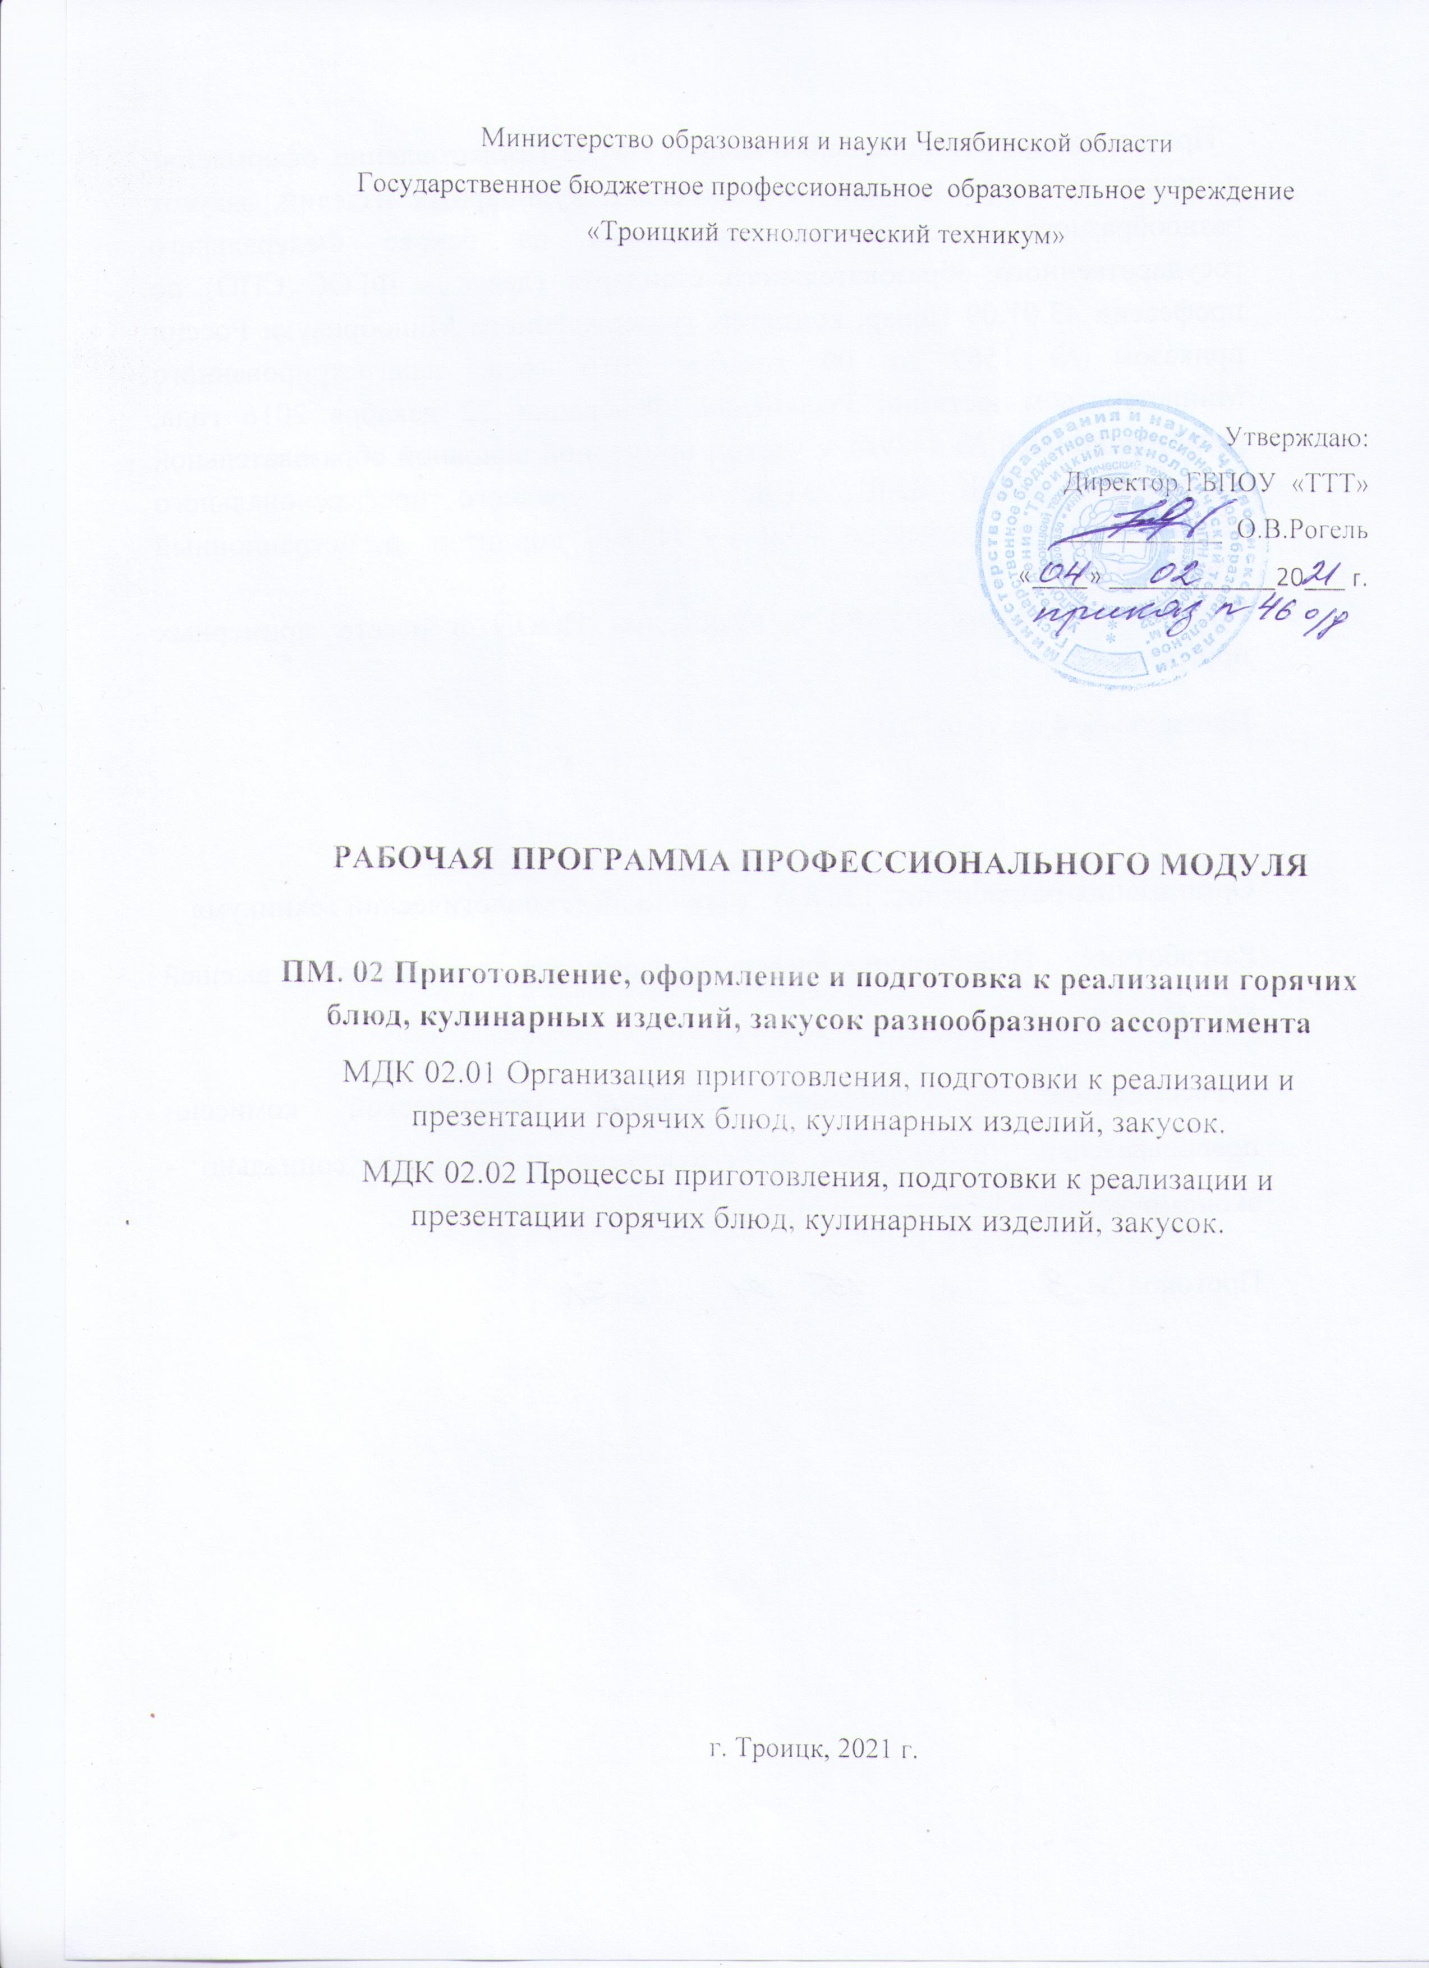 Министерство образования и науки Челябинской области
Государственное бюджетное профессиональное образовательное учреждение
«Троицкий технологический техникум»
Утверждаю:
Директор ГБПОУ «ТТТ»
О.В.Рогель
«04» 02 2021 г.
приказ № 46 о/д
РАБОЧАЯ ПРОГРАММА ПРОФЕССИОНАЛЬНОГО МОДУЛЯ
ПМ. 02 Приготовление, оформление и подготовка к реализации горячих
блюд, кулинарных изделий, закусок разнообразного ассортимента
МДК 02.01 Организация приготовления, подготовки к реализации и
презентации горячих блюд, кулинарных изделий, закусок.
МДК 02.02 Процессы приготовления, подготовки к реализации и
презентации горячих блюд, кулинарных изделий, закусок.
г. Троицк, 2021 г.